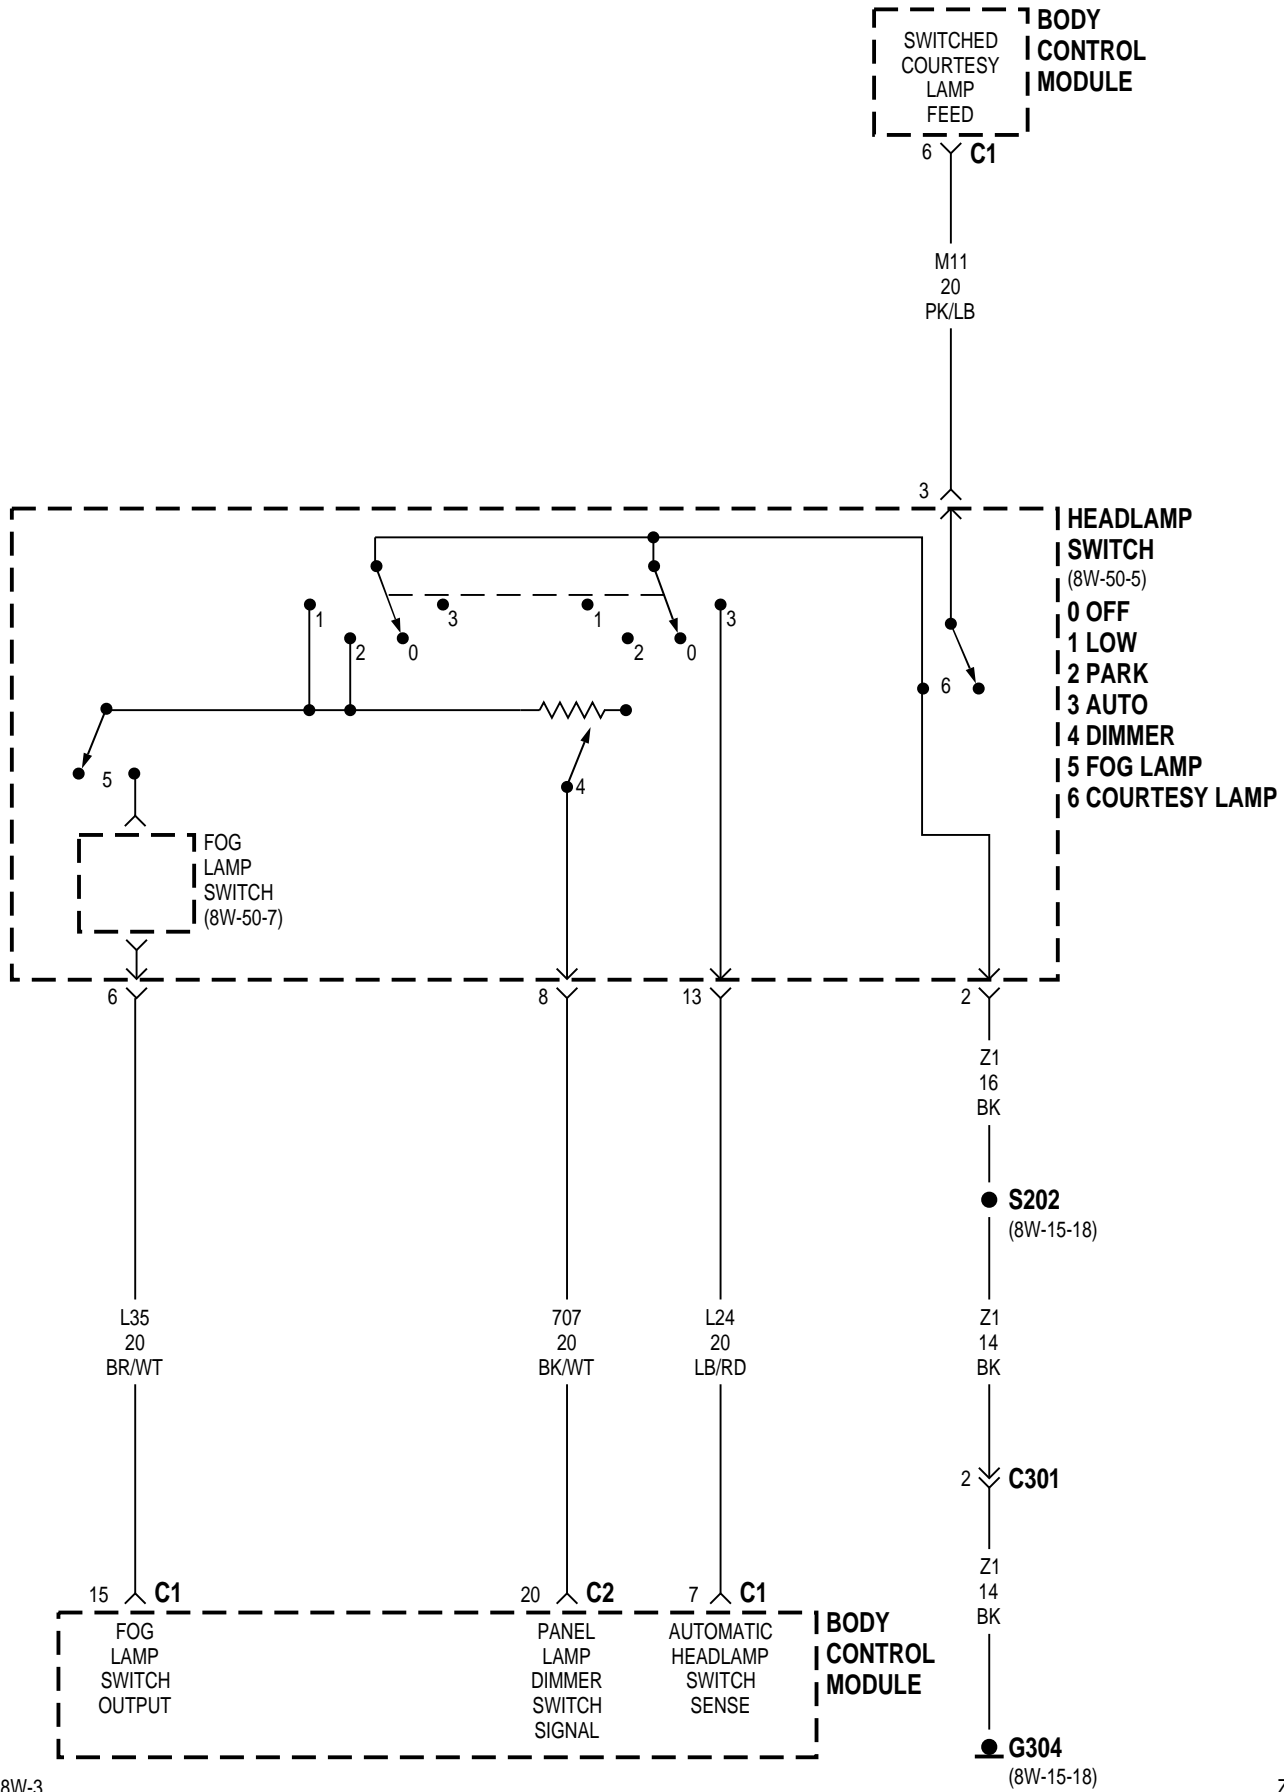 SWITCHED
COURTESY
LAMP
FEED
BODY
CONTROL
MODULE
6 C1
M11
20
PK/LB
3
HEADLAMP
SWITCH
(8W-50-5)
0 OFF
1 LOW
2 PARK
3 AUTO
4 DIMMER
5 FOG LAMP
6 COURTESY LAMP
1 3 1 3
2 0 2 0
6
5 4
FOG
LAMP
SWITCH
(8W-50-7)
6 8 13 2
Z1
16
BK
S202
(8W-15-18)
L35
20
BR/WT
707
20
BK/WT
L24
20
LB/RD
Z1
14
BK
2 C301
Z1
14
BK
15 C1
20 C2
7 C1
FOG
LAMP
SWITCH
OUTPUT
PANEL
LAMP
DIMMER
SWITCH
SIGNAL
AUTOMATIC
HEADLAMP
SWITCH
SENSE
BODY
CONTROL
MODULE
G304
(8W-15-18)
8W-3